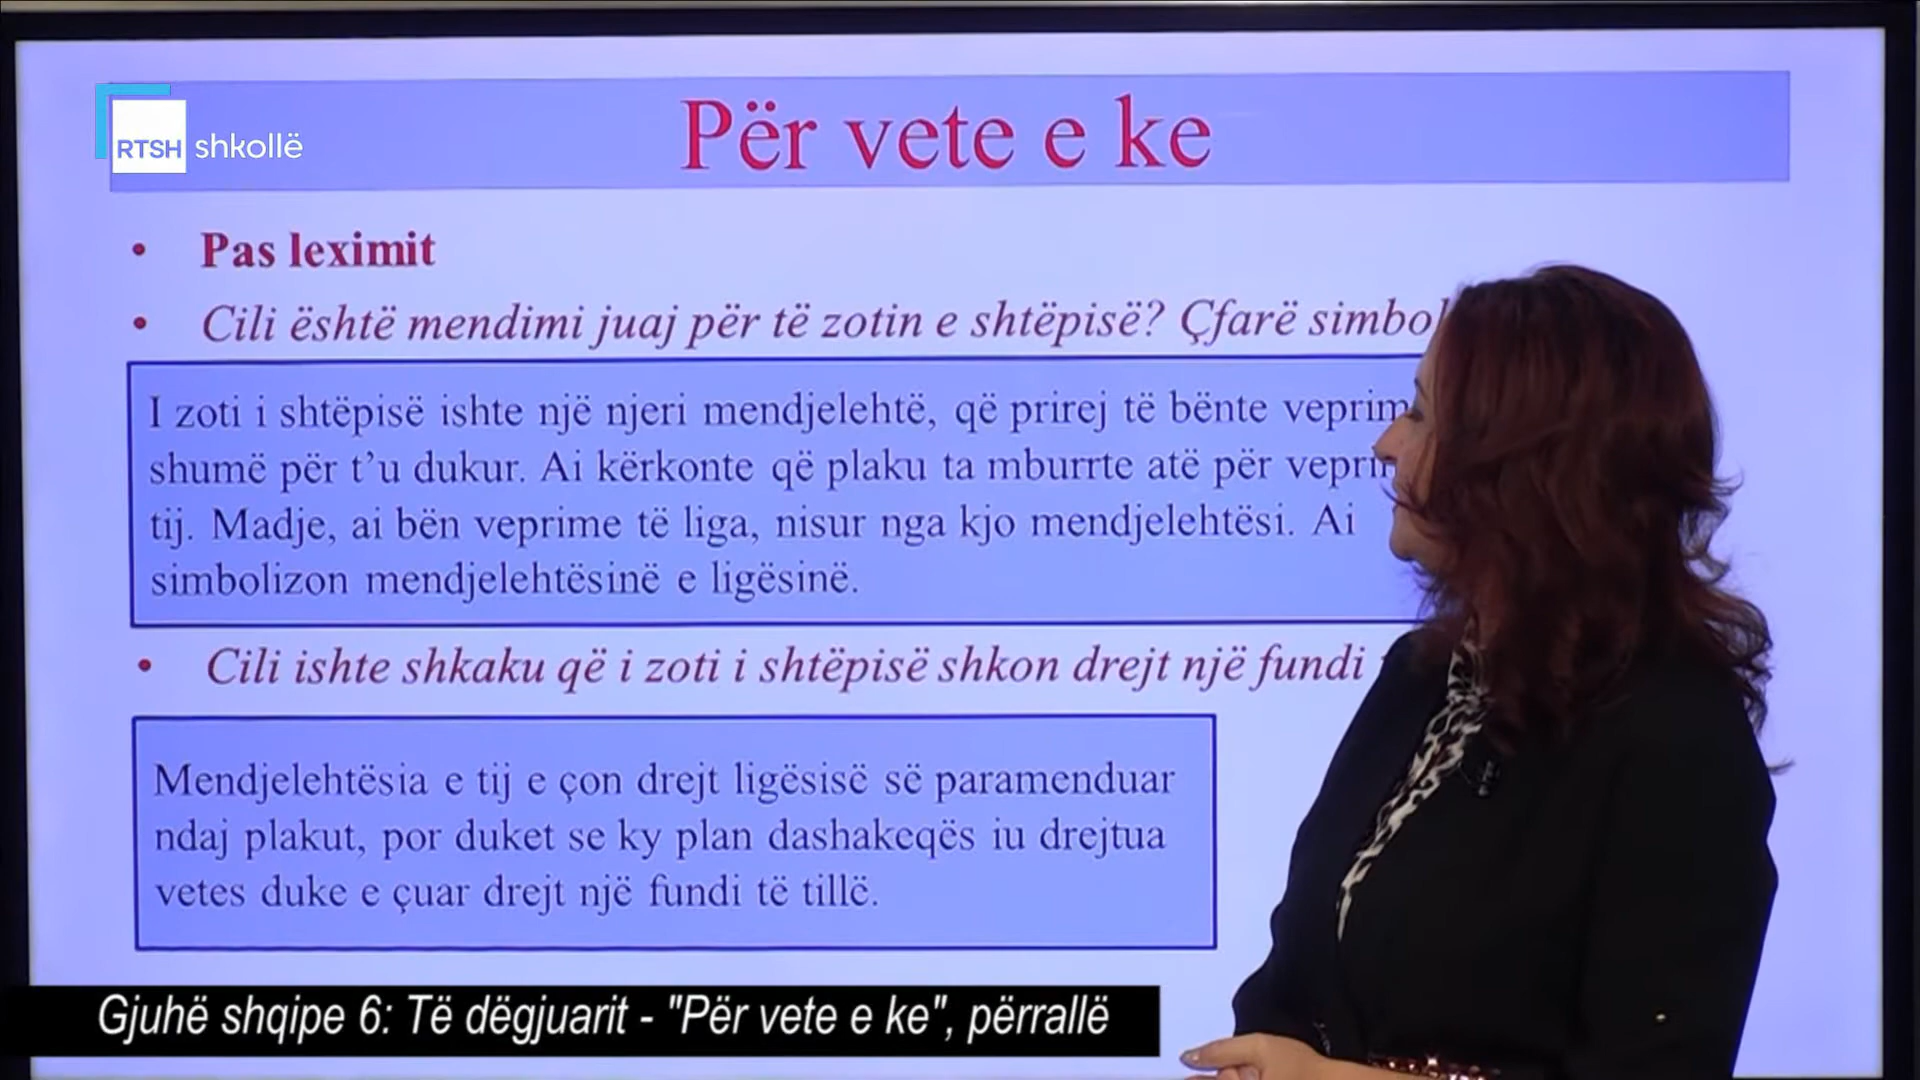 RTSH shkollë
Për vete e ke
• Pas leximit
• Cili është mendimi juaj për të zotin e shtëpisë? Çfarë
I zoti i shtëpisë ishte një njeri mendjelehtë, që prirej të bënte
shumë për t’u dukur. Ai kërkonte që plaku ta mburrte atë për
tij. Madje, ai bën veprime të liga, nisur nga kjo mendjelehtësi. Ai
simbolizon mendjelehtësinë e ligësinë.
• Cili ishte shkaku që i zoti i shtëpisë shkon drejt një fundi
Mendjelehtësia e tij e çon drejt ligësisë së paramenduar
ndaj plakut, por duket se ky plan dashakeqës iu drejtua
vetes duke e çuar drejt një fundi të tillë.
Gjuhë shqipe 6: Të dëgjuarit - "Për vete e ke", përrallë